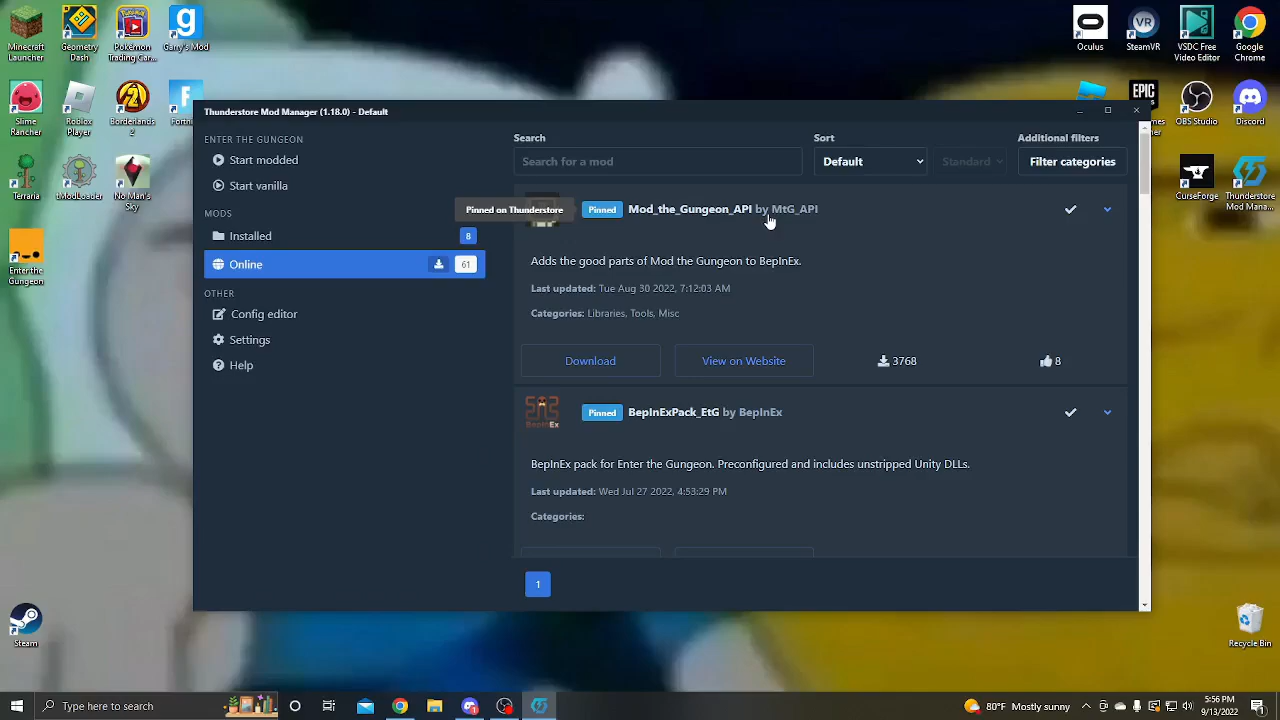 Minecraft Launcher
Geometry Dash
Pokémon Trading Car...
Gary's Mod
Oculus
SteamVR
VSDC Free Video Editor
Google Chrome
Slime Rancher
Roblox Player
Borderlands 2
Fortni
EPIC
OBS Studio
Discord
Terraria
tModLoader
No Man's Sky
CurseForge
Thunderstore Mod Mana...
Enter the Gungeon
Steam
Recycle Bin
Thunderstore Mod Manager (1.18.0) - Default
ENTER THE GUNGEON
Start modded
Start vanilla
MODS
Installed 8
Online 61
OTHER
Config editor
Settings
Help
Search
Search for a mod
Sort
Default
Standard
Additional filters
Filter categories
Pinned on Thunderstore
Pinned Mod_the_Gungeon_API by MtG_API
Adds the good parts of Mod the Gungeon to BepInEx.
Last updated: Tue Aug 30 2022, 7:12:03 AM
Categories: Libraries, Tools, Misc
Download
View on Website
3768
8
BepInEx
Pinned BepInExPack_EtG by BepInEx
BepInEx pack for Enter the Gungeon. Preconfigured and includes unstripped Unity DLLs.
Last updated: Wed Jul 27 2022, 4:53:29 PM
Categories:
1
Type here to search
80°F Mostly sunny
5:56 PM
9/13/2022